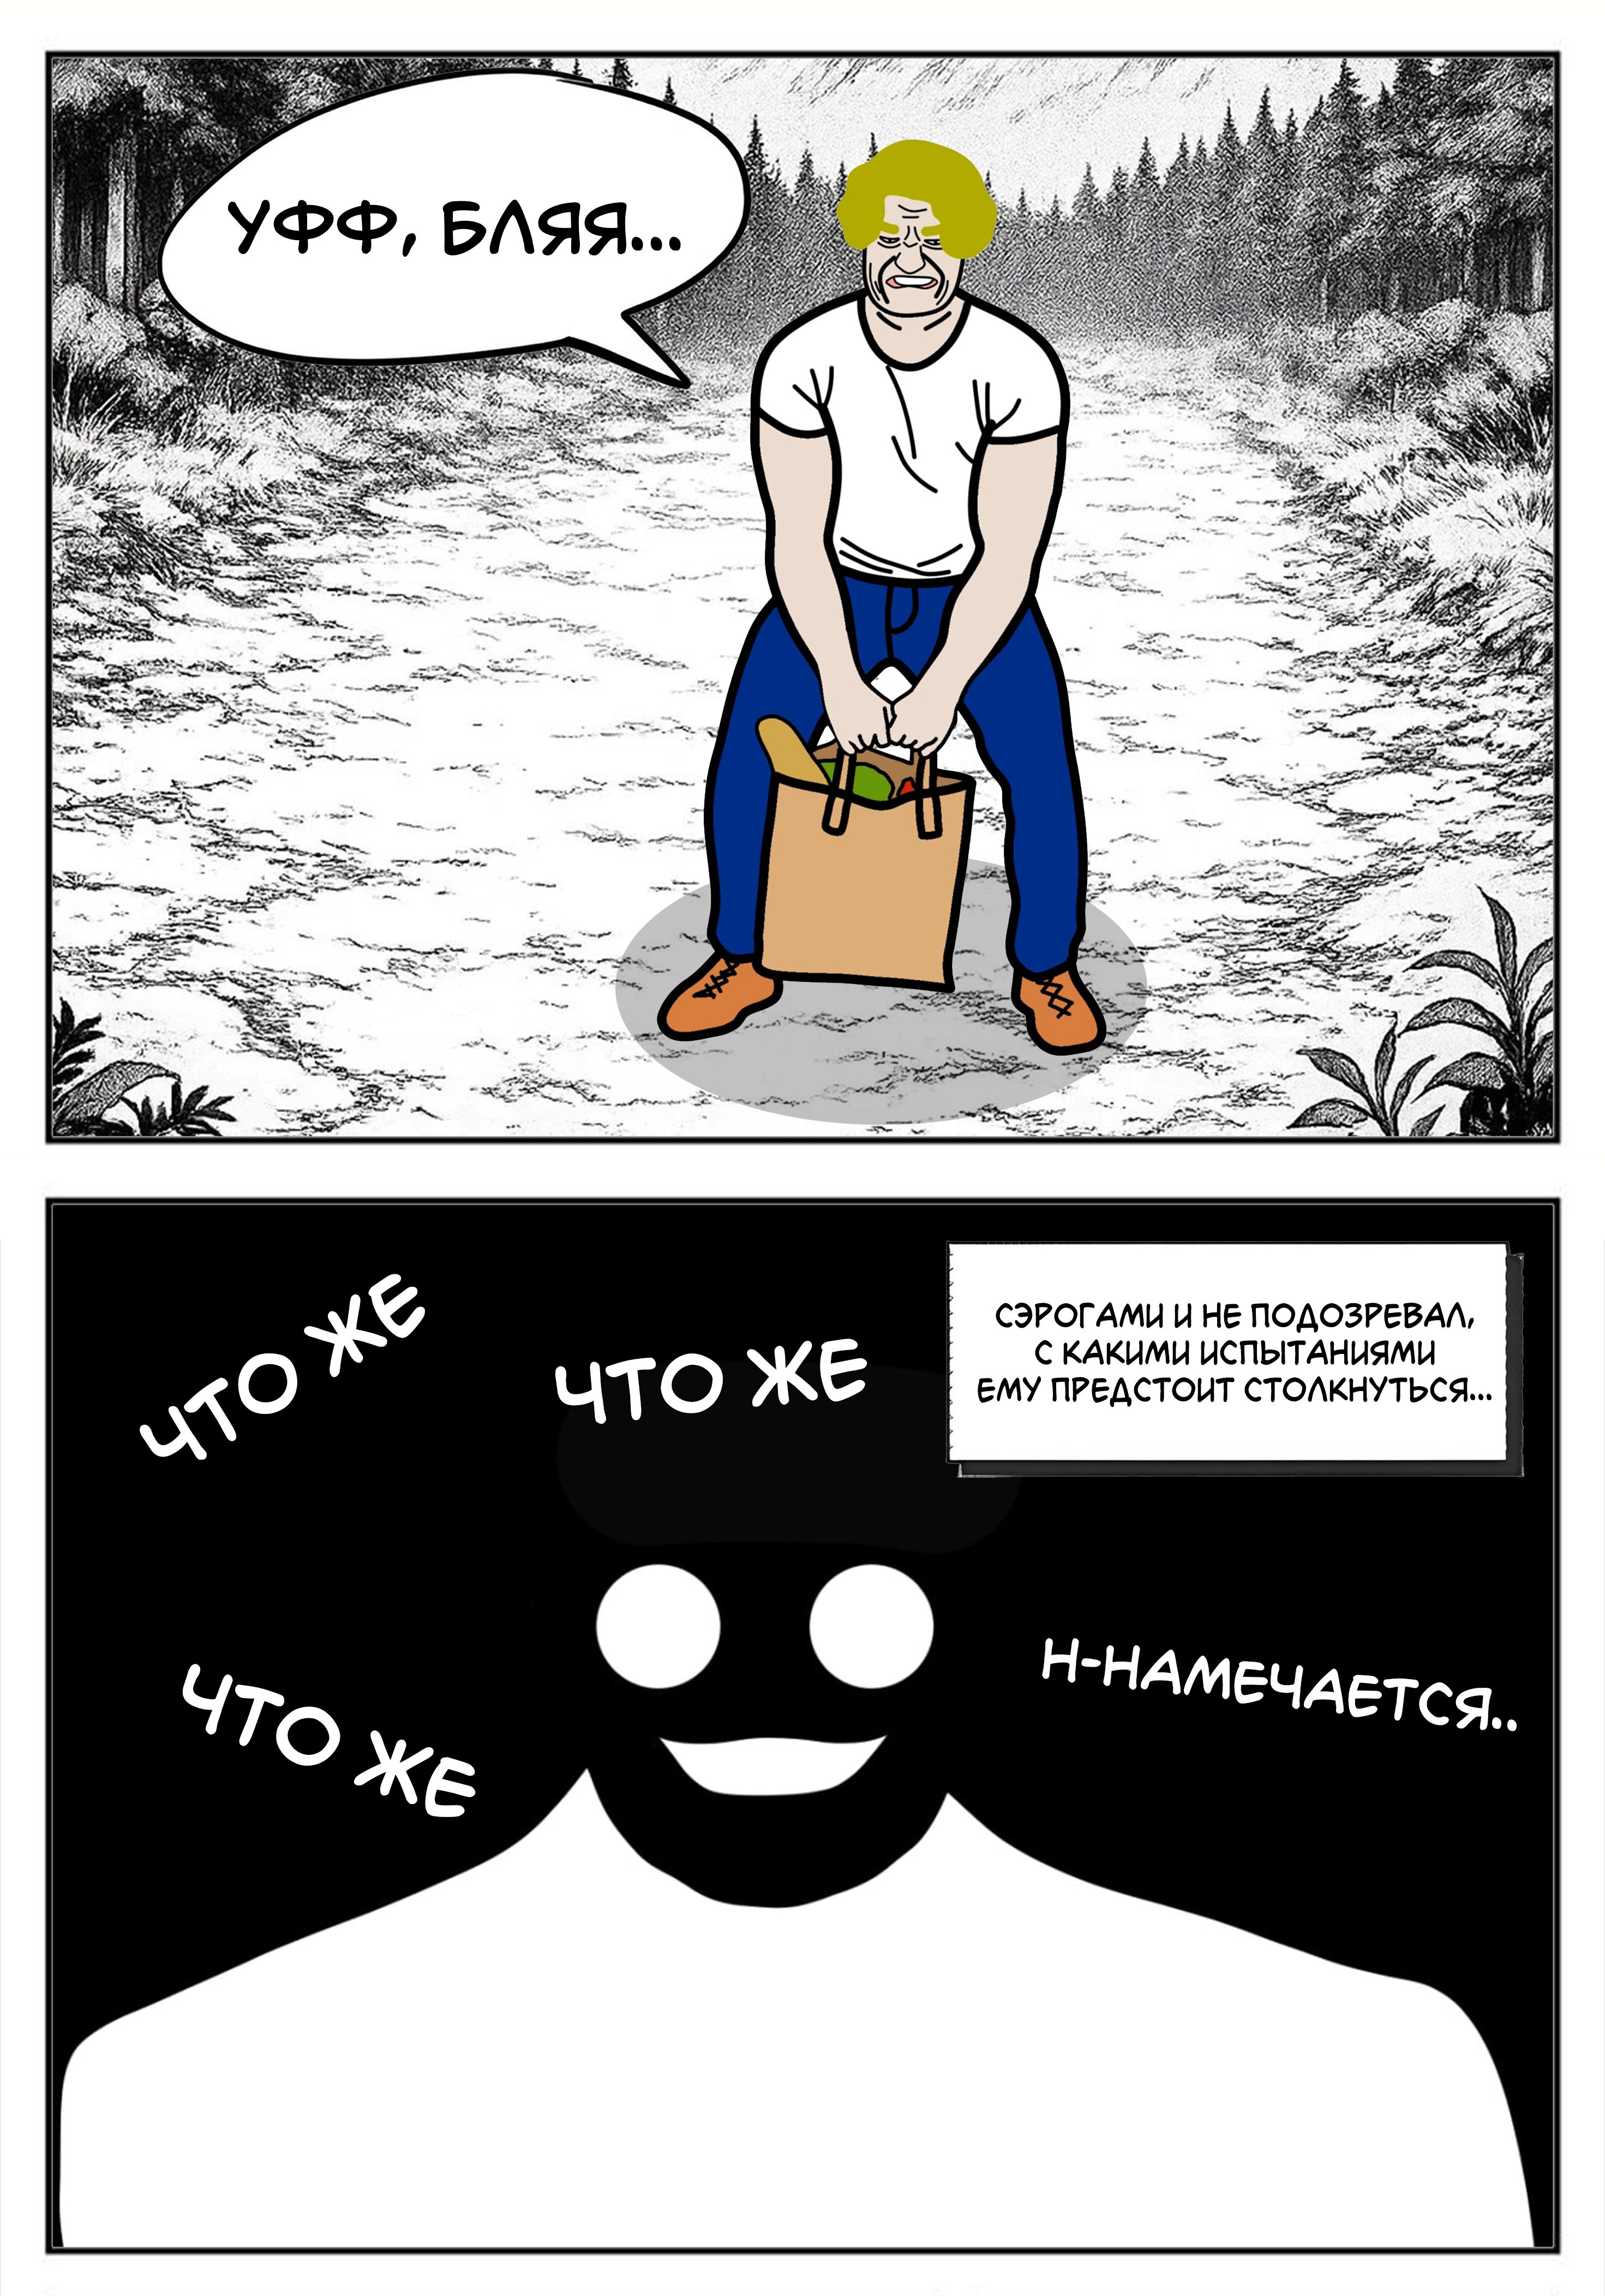 УФФ, БЛЯЯ...
ЧТО ЖЕ
ЧТО ЖЕ
СЭРОГАМИ И НЕ ПОДОЗРЕВАЛ,
С КАКИМИ ИСПЫТАНИЯМИ
ЕМУ ПРЕДСТОИТ СТОЛКНУТЬСЯ...
ЧТО ЖЕ
Н-НАМЕЧАЕТСЯ..